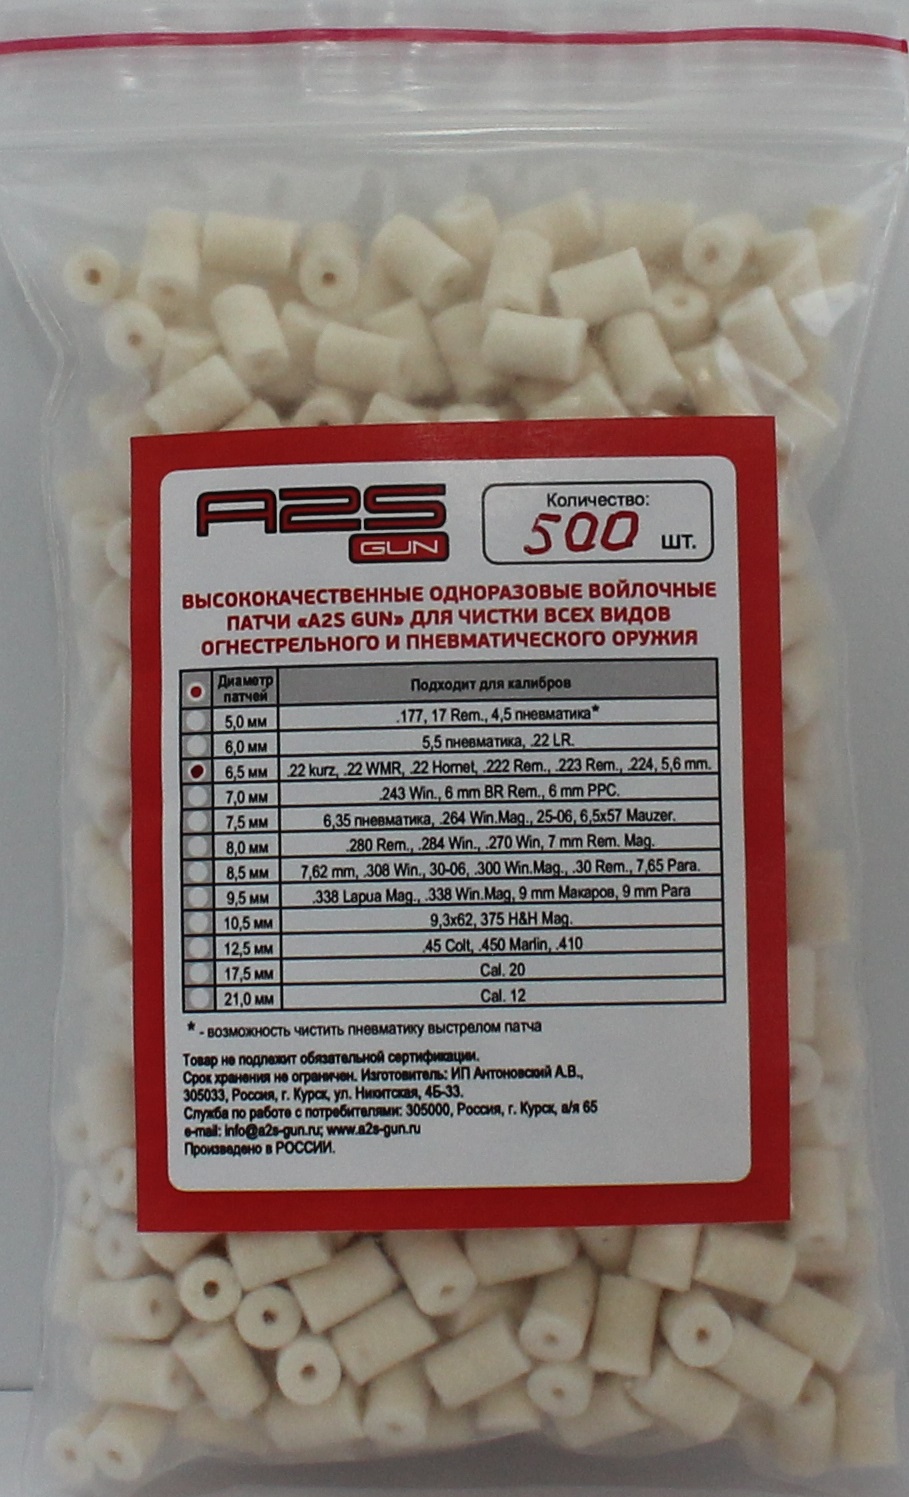 A2S
GUN
Количество:
500 шт.
ВЫСОКОКАЧЕСТВЕННЫЕ ОДНОРАЗОВЫЕ ВОЙЛОЧНЫЕ
ПАТЧИ «A2S GUN» ДЛЯ ЧИСТКИ ВСЕХ ВИДОВ
ОГНЕСТРЕЛЬНОГО И ПНЕВМАТИЧЕСКОГО ОРУЖИЯ
Диаметр патчей Подходит для калибров
5,0 мм .177, 17 Rem., 4,5 пневматика*
6,0 мм 5,5 пневматика, .22 LR.
6,5 мм .22 kurz, .22 WMR, .22 Hornet, .222 Rem., .223 Rem., .224, 5,6 mm.
7,0 мм .243 Win., 6 mm BR Rem., 6 mm PPC.
7,5 мм 6,35 пневматика, .264 Win.Mag., 25-06, 6,5x57 Mauzer.
8,0 мм .280 Rem., .284 Win., .270 Win, 7 mm Rem. Mag.
8,5 мм 7,62 mm, .308 Win., 30-06, .300 Win.Mag., .30 Rem., 7,65 Para.
9,5 мм .338 Lapua Mag., .338 Win.Mag, 9 mm Макаров, 9 mm Para
10,5 мм 9,3x62, 375 H&H Mag.
12,5 мм .45 Colt, .450 Marlin, .410
17,5 мм Cal. 20
21,0 мм Cal. 12
* - возможность чистить пневматику выстрелом патча
Товар не подлежит обязательной сертификации.
Срок хранения не ограничен. Изготовитель: ИП Антоновский А.В.,
305033, Россия, г. Курск, ул. Никитская, 4Б-33.
Служба по работе с потребителями: 305000, Россия, г. Курск, а/я 65
e-mail: info@a2s-gun.ru; www.a2s-gun.ru
Произведено в РОССИИ.